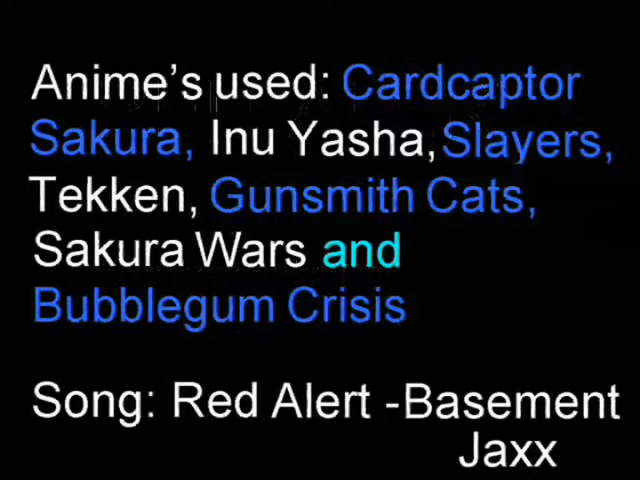 Anime’s used: Cardcaptor
Sakura, Inu Yasha, Slayers,
Tekken, Gunsmith Cats,
Sakura Wars and
Bubblegum Crisis
Song: Red Alert -Basement
Jaxx